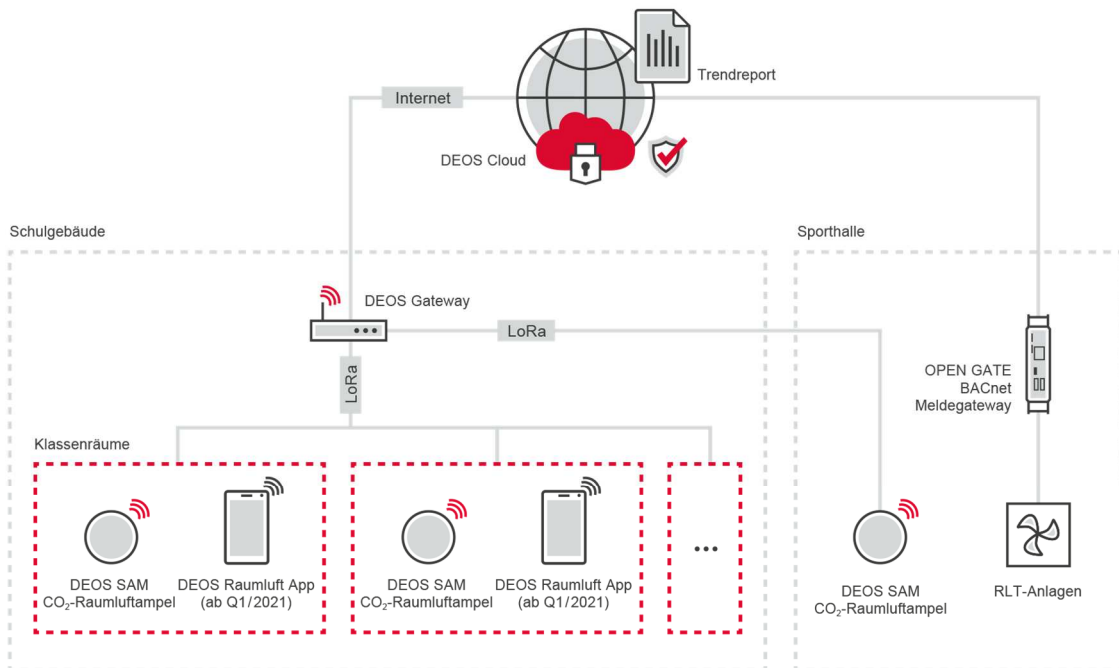 Trendreport
Internet
DEOS Cloud
Schulgebäude
Sporthalle
DEOS Gateway
LoRa
LoRa
OPEN GATE
BACnet
Meldegateway
Klassenräume
DEOS SAM
CO₂-Raumluftampel
DEOS Raumluft App
(ab Q1/2021)
DEOS SAM
CO₂-Raumluftampel
DEOS Raumluft App
(ab Q1/2021)
...
DEOS SAM
CO₂-Raumluftampel
RLT-Anlagen